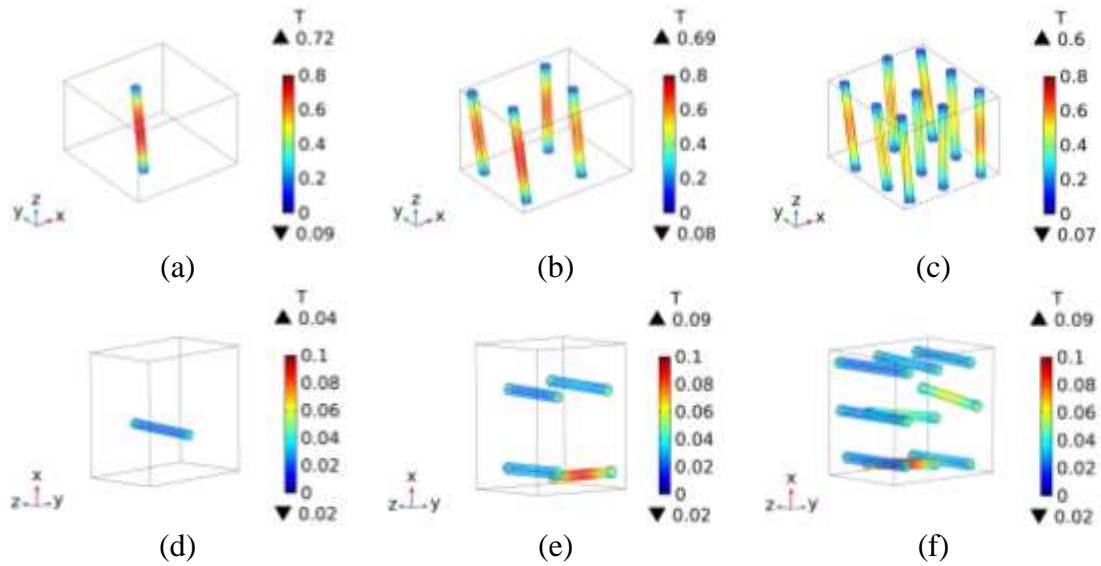 T
▲ 0.72
0.8
0.6
0.4
0.2
0
▼ 0.09
z
y x
(a)
T
▲ 0.69
0.8
0.6
0.4
0.2
0
▼ 0.08
z
y x
(b)
T
▲ 0.6
0.8
0.6
0.4
0.2
0
▼ 0.07
z
y x
(c)
T
▲ 0.04
0.1
0.08
0.06
0.04
0.02
0
▼ 0.02
x
z y
(d)
T
▲ 0.09
0.1
0.08
0.06
0.04
0.02
0
▼ 0.02
x
z y
(e)
T
▲ 0.09
0.1
0.08
0.06
0.04
0.02
0
▼ 0.02
x
z y
(f)